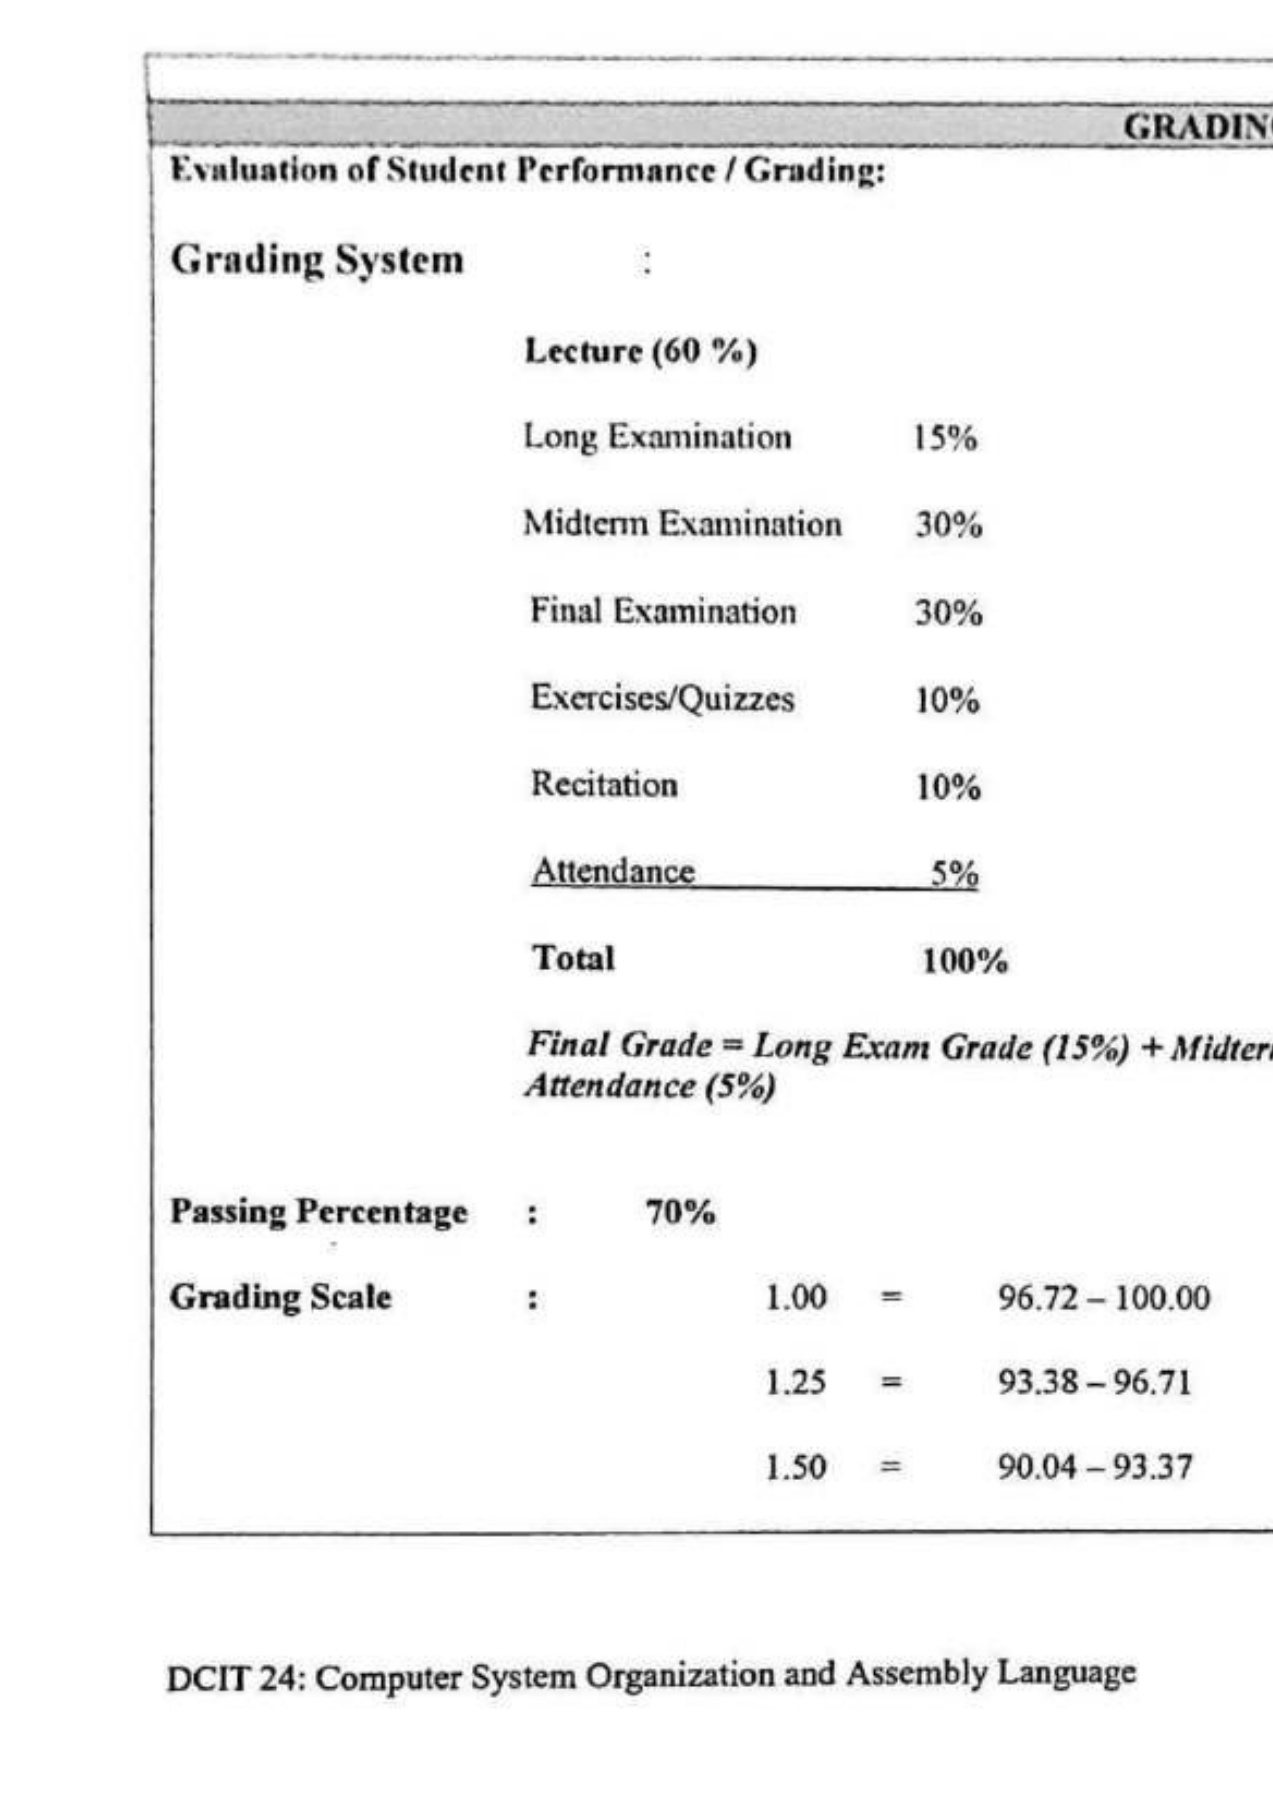 GRADING
Evaluation of Student Performance / Grading:
Grading System :
Lecture (60 %)
Long Examination 15%
Midterm Examination 30%
Final Examination 30%
Exercises/Quizzes 10%
Recitation 10%
Attendance 5%
Total 100%
Final Grade = Long Exam Grade (15%) + Midter
Attendance (5%)
Passing Percentage : 70%
Grading Scale : 1.00 = 96.72 – 100.00
1.25 = 93.38 – 96.71
1.50 = 90.04 – 93.37
DCIT 24: Computer System Organization and Assembly Language